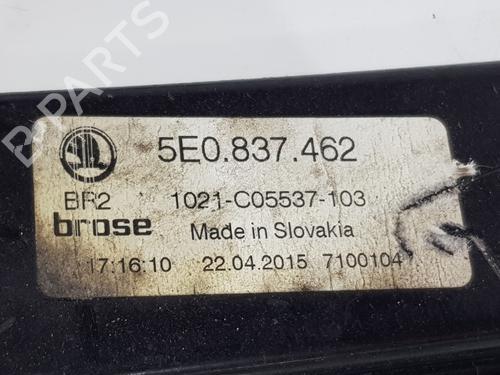 B-PARTS
5E0.837.462
BR2
1021-C05537-103
brose
Made in Slovakia
17:16:10 22.04.2015 7100104